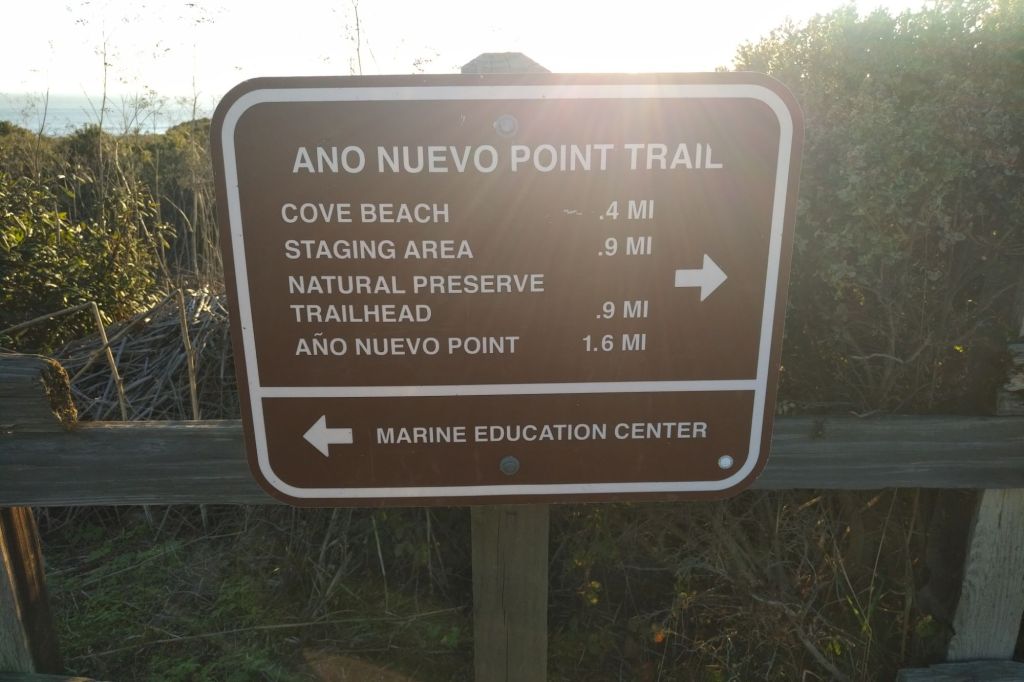 ANO NUEVO POINT TRAIL
COVE BEACH .4 MI
STAGING AREA .9 MI
NATURAL PRESERVE
TRAILHEAD .9 MI
AÑO NUEVO POINT 1.6 MI
MARINE EDUCATION CENTER